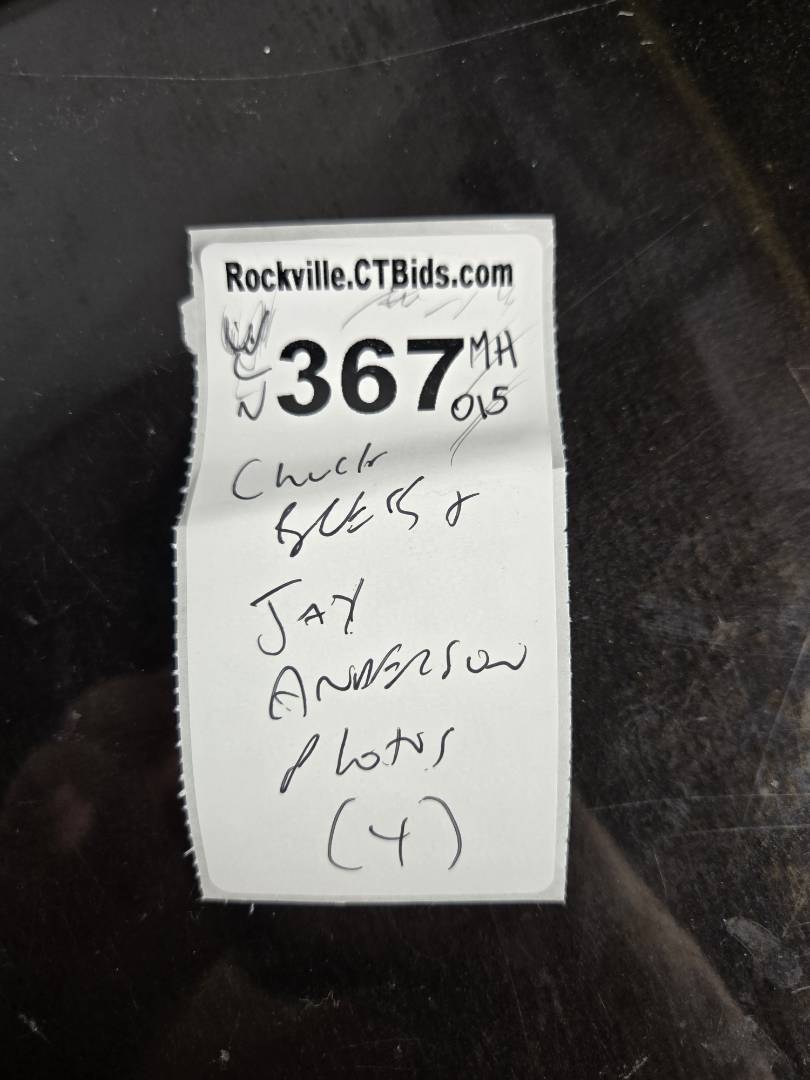 Rockville.CTBids.com
367 MH
N 015
Chuck
&
JAY
ANDERSON
Photos
(4)